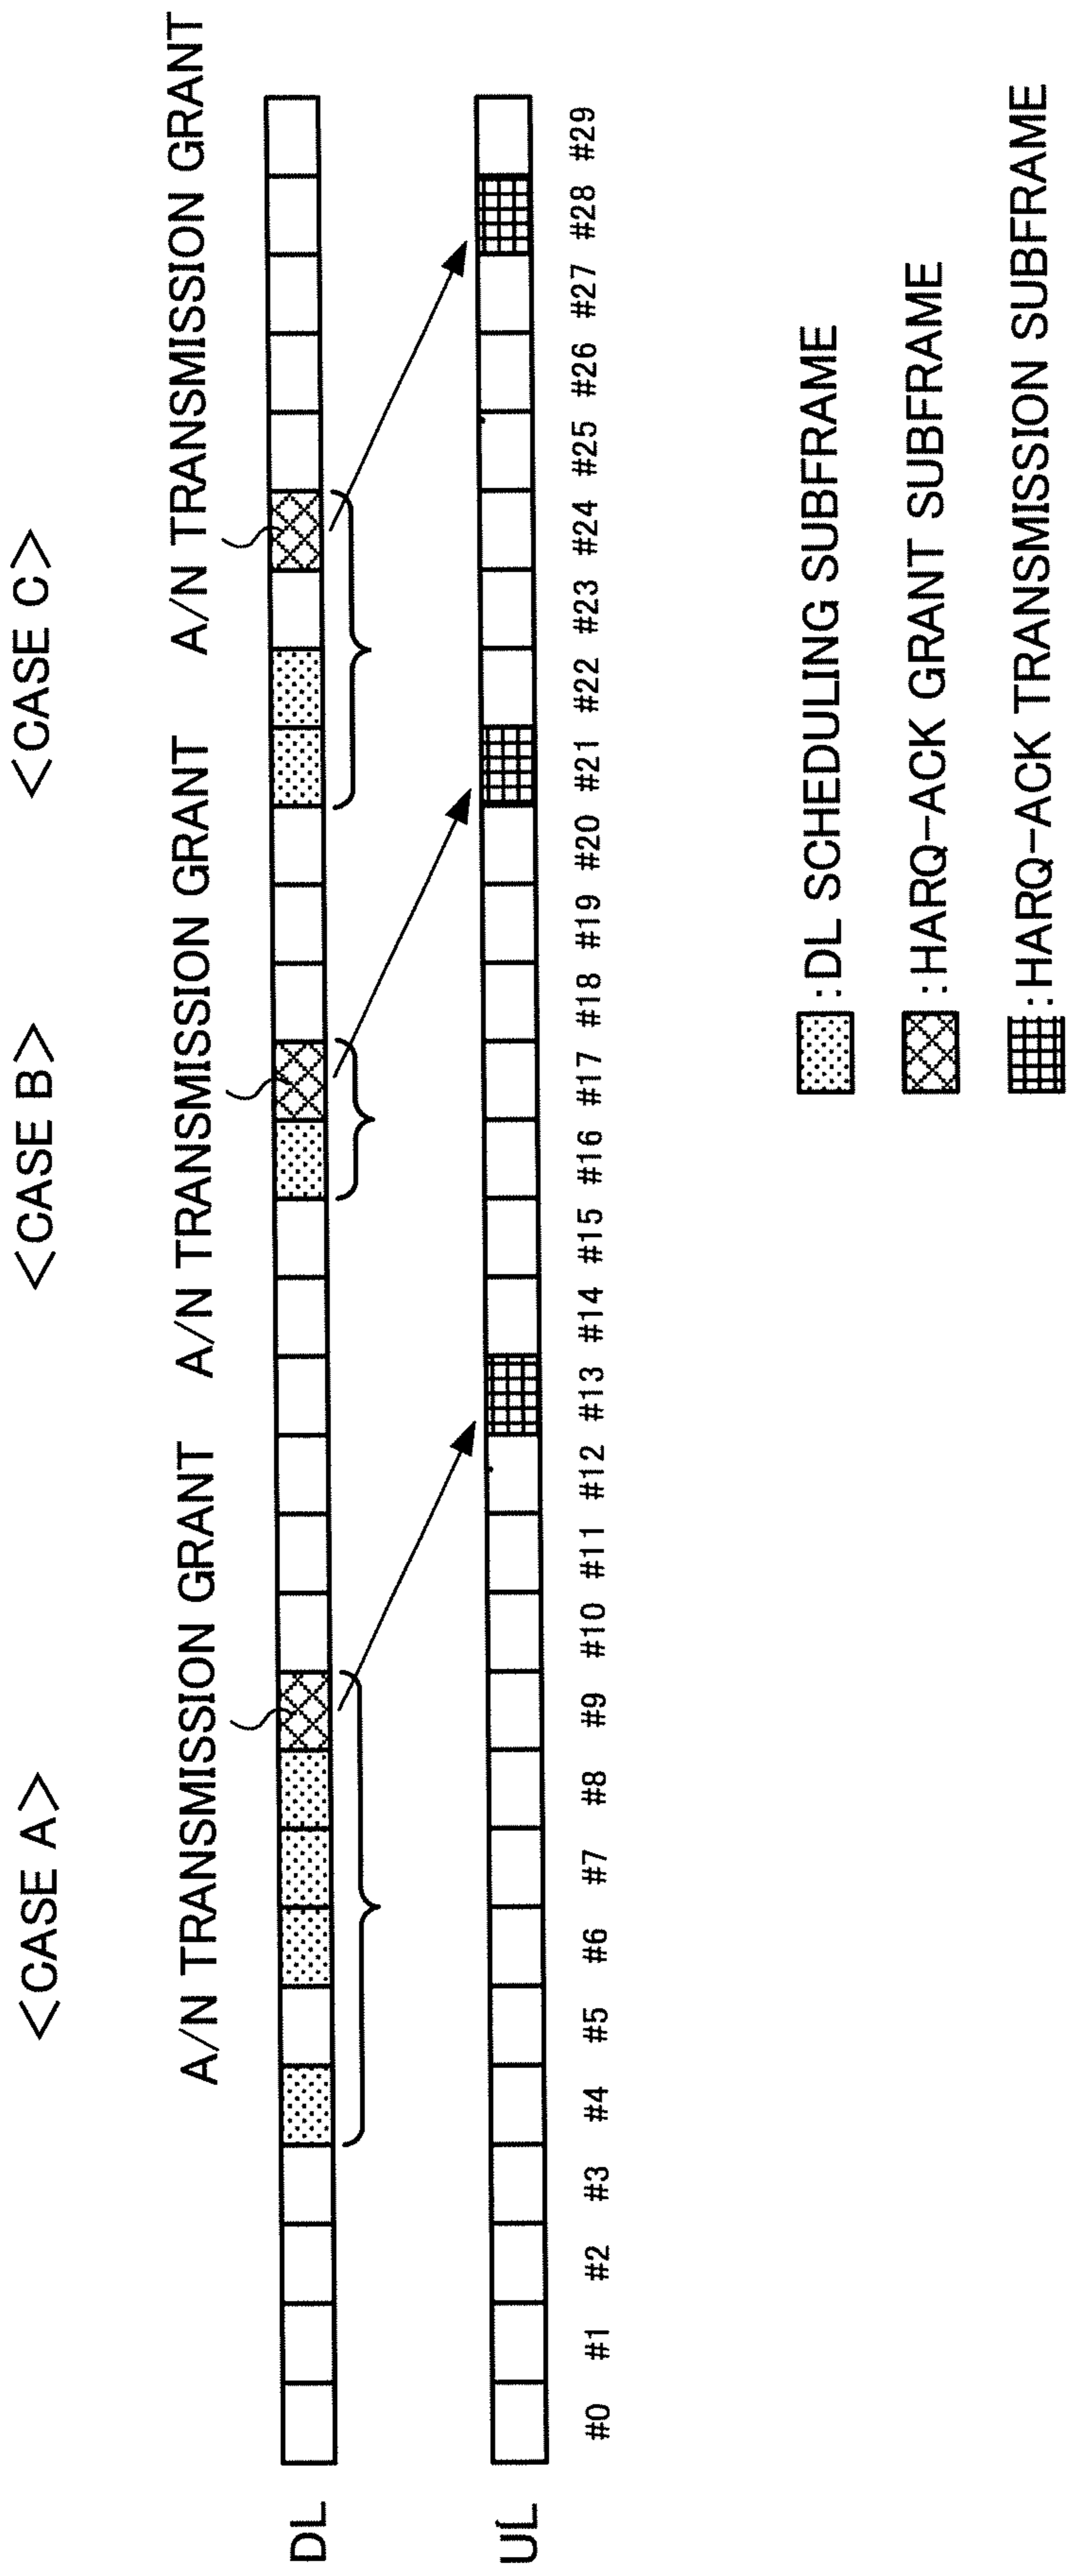 <CASE A> <CASE B> <CASE C>
A/N TRANSMISSION GRANT A/N TRANSMISSION GRANT A/N TRANSMISSION GRANT
DL
UL
#0 #1 #2 #3 #4 #5 #6 #7 #8 #9 #10 #11 #12 #13 #14 #15 #16 #17 #18 #19 #20 #21 #22 #23 #24 #25 #26 #27 #28 #29
:DL SCHEDULING SUBFRAME
:HARQ-ACK GRANT SUBFRAME
:HARQ-ACK TRANSMISSION SUBFRAME